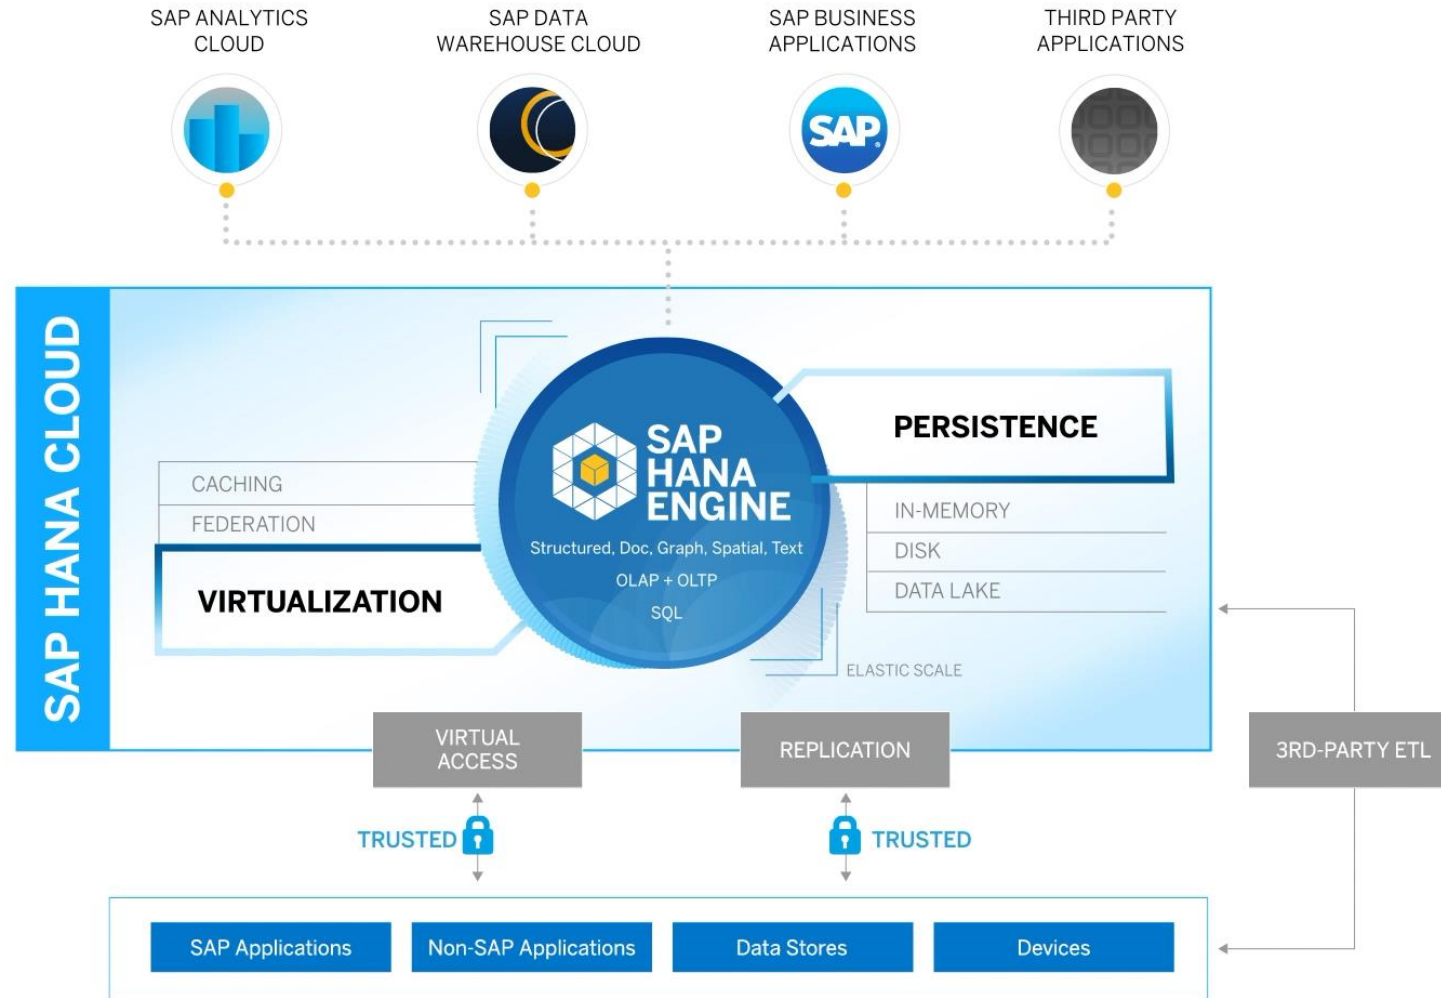 SAP ANALYTICS
CLOUD
SAP DATA
WAREHOUSE CLOUD
SAP BUSINESS
APPLICATIONS
THIRD PARTY
APPLICATIONS
SAP
SAP HANA CLOUD
CACHING
FEDERATION
VIRTUALIZATION
SAP
HANA
ENGINE
Structured, Doc, Graph, Spatial, Text
OLAP + OLTP
SQL
PERSISTENCE
IN-MEMORY
DISK
DATA LAKE
ELASTIC SCALE
VIRTUAL
ACCESS
REPLICATION
3RD-PARTY ETL
TRUSTED
TRUSTED
SAP Applications
Non-SAP Applications
Data Stores
Devices